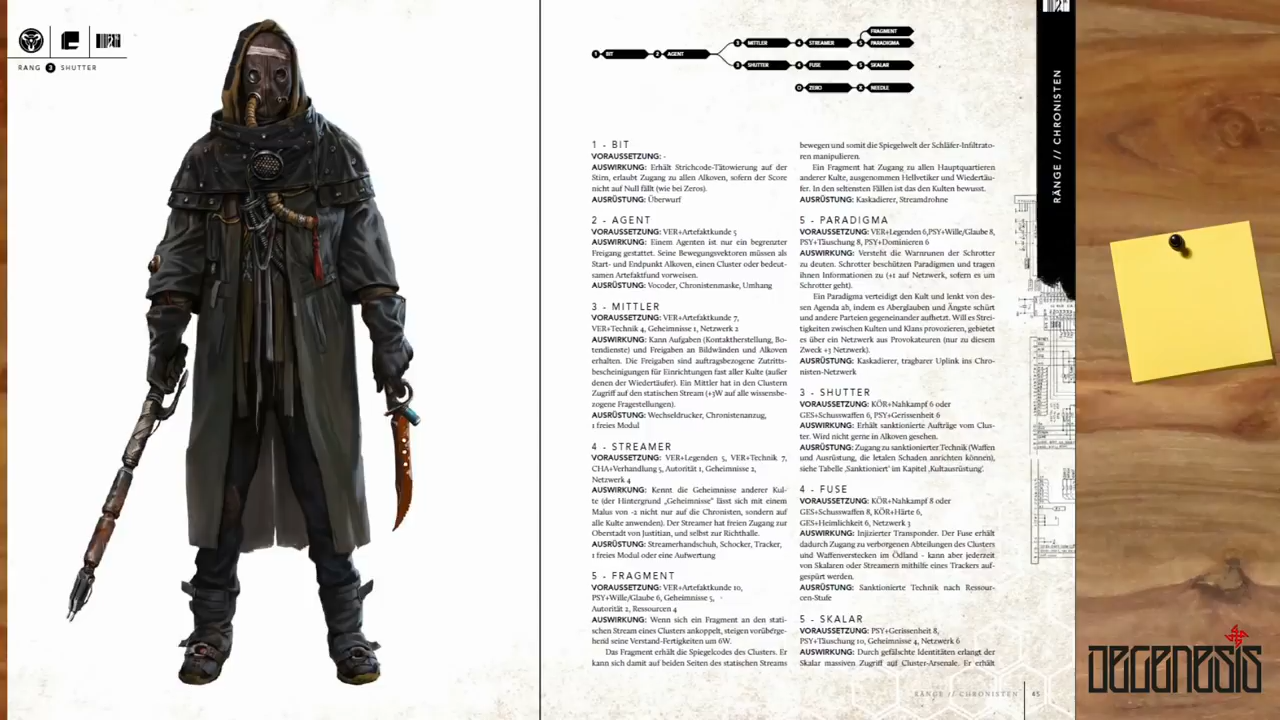 RANG 3 SHUTTER
1 BIT
2 AGENT
3 MITTLER
4 STREAMER
FRAGMENT
5 PARADIGMA
3 SHUTTER
4 FUSE
5 SKALAR
ZERO
NEEDLE
1 - BIT
VORAUSSETZUNG: -
AUSWIRKUNG: Erhält Strichcode-Tätowierung auf der
Stirn, erlaubt Zugang zu allen Alkoven, sofern der Score
nicht auf Null fällt (wie bei Zeros).
AUSRÜSTUNG: Überwurf
2 - AGENT
VORAUSSETZUNG: VER+Artefaktkunde 5
AUSWIRKUNG: Einem Agenten ist nur ein begrenzter
Freigang gestattet. Seine Bewegungsvektoren müssen als
Start- und Endpunkt Alkoven, einen Cluster oder bedeut-
samen Artefaktfund vorweisen.
AUSRÜSTUNG: Vocoder, Chronistenmaske, Umhang
3 - MITTLER
VORAUSSETZUNG: VER+Artefaktkunde 7,
VER+Technik 4, Geheimnisse 1, Netzwerk 2
AUSWIRKUNG: Kann Aufgaben (Kontaktherstellung, Bo-
tendienste) und Freigaben an Bildwänden und Alkoven
erhalten. Die Freigaben sind auftragsbezogene Zutritts-
bescheinigungen für Einrichtungen fast aller Kulte (außer
denen der Wiedertäufer). Ein Mittler hat in den Clustern
Zugriff auf den statischen Stream (+3W auf alle wissensbe-
zogene Fragestellungen).
AUSRÜSTUNG: Wechseldrucker, Chronistenanzug,
1 freies Modul
4 - STREAMER
VORAUSSETZUNG: VER+Legenden 5, VER+Technik 7,
CHA+Verhandlung 5, Autorität 1, Geheimnisse 2,
Netzwerk 4
AUSWIRKUNG: Kennt die Geheimnisse anderer Kul-
te (der Hintergrund „Geheimnisse" lässt sich mit einem
Malus von -2 nicht nur auf die Chronisten, sondern auf
alle Kulte anwenden). Der Streamer hat freien Zugang zur
Oberstadt von Justitian, und selbst zur Richthalle.
AUSRÜSTUNG: Streamerhandschuh, Schocker, Tracker,
1 freies Modul oder eine Aufwertung
5 - FRAGMENT
VORAUSSETZUNG: VER+Artefaktkunde 10,
PSY+Wille/Glaube 6, Geheimnisse 5,
Autorität 2, Ressourcen 4
AUSWIRKUNG: Wenn sich ein Fragment an den stati-
schen Stream eines Clusters ankoppelt, steigen vorüberge-
hend seine Verstand-Fertigkeiten um 6W.
Das Fragment erhält die Spiegelcodes des Clusters. Er
kann sich damit auf beiden Seiten des statischen Streams
bewegen und somit die Spiegelwelt der Schläfer-Infiltrato-
ren manipulieren.
Ein Fragment hat Zugang zu allen Hauptquartieren
anderer Kulte, ausgenommen Hellvetiker und Wiedertäu-
fer. In den seltensten Fällen ist das den Kulten bewusst.
AUSRÜSTUNG: Kaskadierer, Streamdrohne
5 - PARADIGMA
VORAUSSETZUNG: VER+Legenden 6,PSY+Wille/Glaube 8,
PSY+Täuschung 8, PSY+Dominieren 6
AUSWIRKUNG: Versteht die Warnrunen der Schrotter
zu deuten. Schrotter beschützen Paradigmen und tragen
ihnen Informationen zu (+1 auf Netzwerk, sofern es um
Schrotter geht).
Ein Paradigma verteidigt den Kult und lenkt von des-
sen Agenda ab, indem es Aberglauben und Ängste schürt
und andere Parteien gegeneinander aufhetzt. Will es Strei-
tigkeiten zwischen Kulten und Klans provozieren, gebietet
es über ein Netzwerk aus Provokateuren (nur zu diesem
Zweck +3 Netzwerk).
AUSRÜSTUNG: Kaskadierer, tragbarer Uplink ins Chro-
nisten-Netzwerk
3 - SHUTTER
VORAUSSETZUNG: KÖR+Nahkampf 6 oder
GES+Schusswaffen 6, PSY+Gerissenheit 6
AUSWIRKUNG: Erhält sanktionierte Aufträge vom Clus-
ter. Wird nicht gerne in Alkoven gesehen.
AUSRÜSTUNG: Zugang zu sanktionierter Technik (Waffen
und Ausrüstung, die letalen Schaden anrichten können),
siehe Tabelle ‚Sanktioniert' im Kapitel ‚Kultausrüstung'.
4 - FUSE
VORAUSSETZUNG: KÖR+Nahkampf 8 oder
GES+Schusswaffen 8, KÖR+Härte 6,
GES+Heimlichkeit 6, Netzwerk 3
AUSWIRKUNG: Injizierter Transponder. Der Fuse erhält
dadurch Zugang zu verborgenen Abteilungen des Clusters
und Waffenverstecken im Ödland - kann aber jederzeit
von Skalaren oder Streamern mithilfe eines Trackers auf-
gespürt werden.
AUSRÜSTUNG: Sanktionierte Technik nach Ressour-
cen-Stufe
5 - SKALAR
VORAUSSETZUNG: PSY+Gerissenheit 8,
PSY+Täuschung 10, Geheimnisse 4, Netzwerk 6
AUSWIRKUNG: Durch gefälschte Identitäten erlangt der
Skalar massiven Zugriff auf Cluster-Arsenale. Er erhält
RÄNGE // CHRONISTEN 45
RÄNGE // CHRONISTEN
DEGENESIS